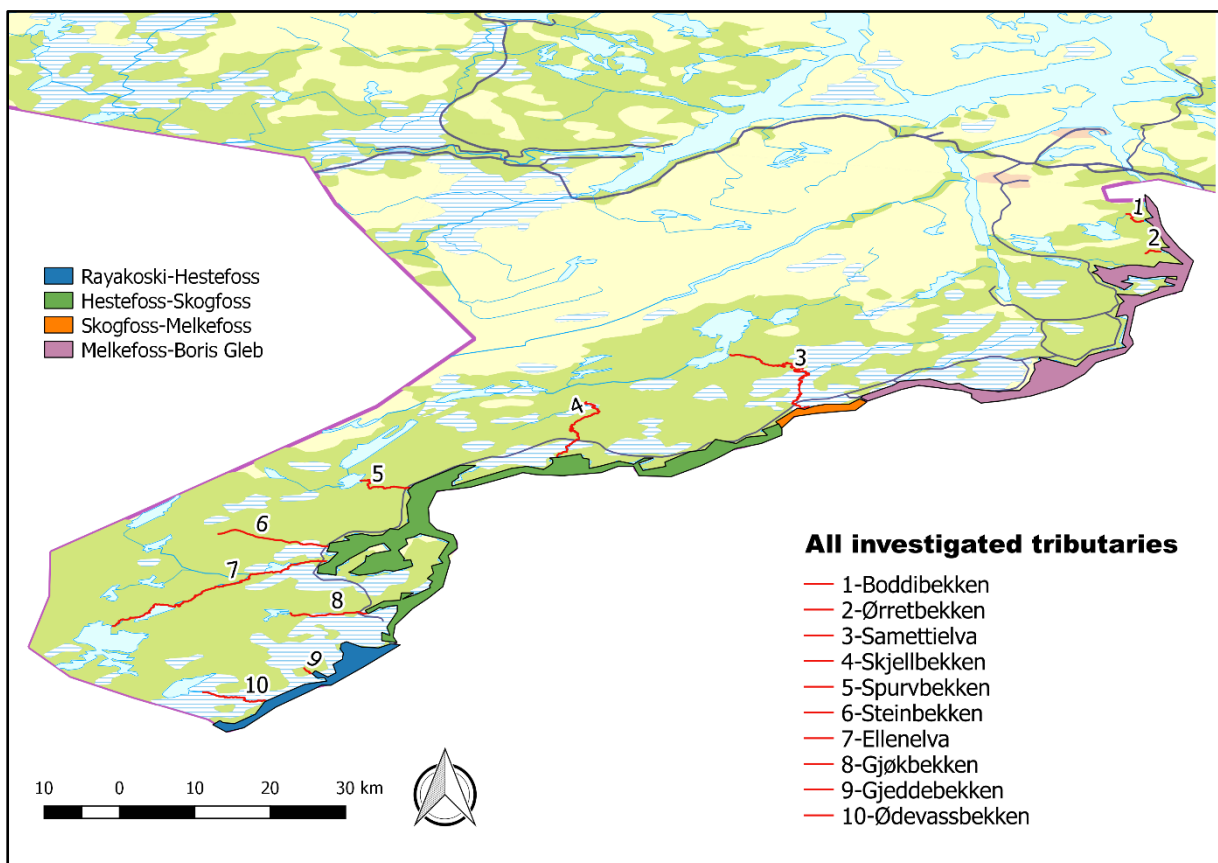 1
2
Rayakoski-Hestefoss
Hestefoss-Skogfoss
Skogfoss-Melkefoss
Melkefoss-Boris Gleb
3
4
5
6
7
8
9
10
All investigated tributaries
1-Boddibekken
2-Ørretbekken
3-Samettielva
4-Skjellbekken
5-Spurvbekken
6-Steinbekken
7-Ellenelva
8-Gjøkbekken
9-Gjeddebekken
10-Ødevassbekken
10 0 10 20 30 km